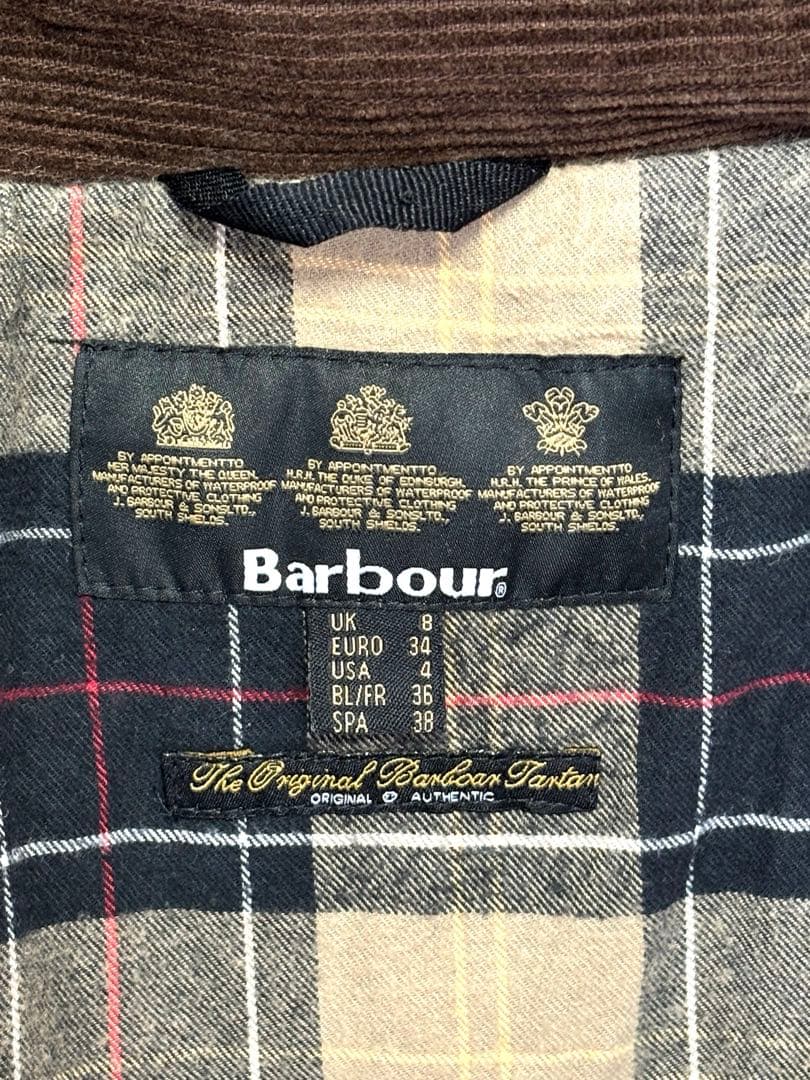 BY APPOINTMENTTO
HER MAJESTY THE QUEEN,
MANUFACTURERS OF WATERPROOF
AND PROTECTIVE CLOTHING
J. BARBOUR & SONSLTD.,
SOUTH SHIELDS.
BY APPOINTMENTTO
H.R.H. THE DUKE OF EDINBURGH,
MANUFACTURERS OF WATERPROOF
AND PROTECTIVE CLOTHING
J. BARBOUR & SONSLTD.,
SOUTH SHIELDS.
BY APPOINTMENTTO
H.R.H. THE PRINCE OF WALES,
MANUFACTURERS OF WATERPROOF
AND PROTECTIVE CLOTHING
J. BARBOUR & SONSLTD.,
SOUTH SHIELDS.
Barbour®
UK 8
EURO 34
USA 4
BL/FR 36
SPA 38
The Original Barbour Tartan
ORIGINAL & AUTHENTIC